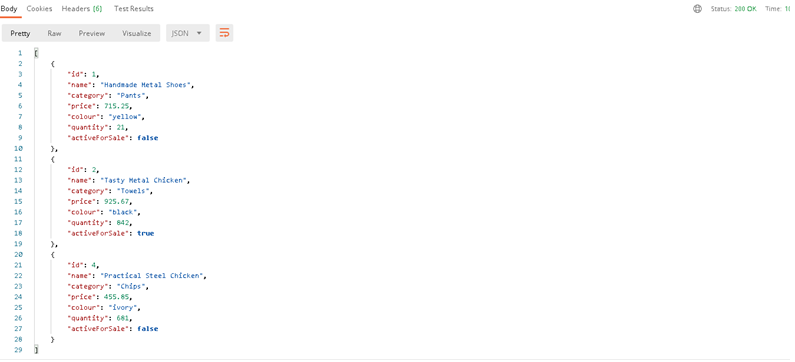 Body Cookies Headers (6) Test Results Status: 200 OK Time:
Pretty Raw Preview Visualize JSON
1 [
2 {
3 "id": 1,
4 "name": "Handmade Metal Shoes",
5 "category": "Pants",
6 "price": 715.25,
7 "colour": "yellow",
8 "quantity": 21,
9 "activeForSale": false
10 },
11 {
12 "id": 2,
13 "name": "Tasty Metal Chicken",
14 "category": "Towels",
15 "price": 925.67,
16 "colour": "black",
17 "quantity": 842,
18 "activeForSale": true
19 },
20 {
21 "id": 4,
22 "name": "Practical Steel Chicken",
23 "category": "Chips",
24 "price": 455.85,
25 "colour": "ivory",
26 "quantity": 681,
27 "activeForSale": false
28 }
29 ]